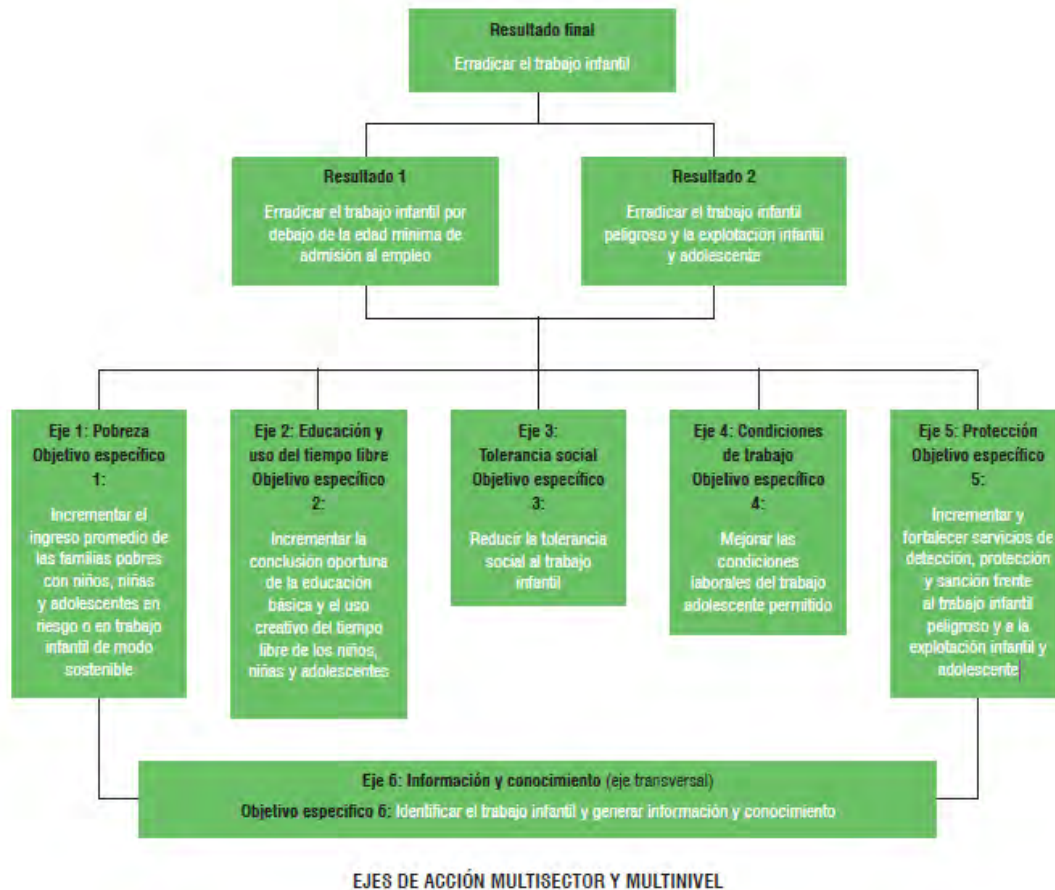 Resultado final
Erradicar el trabajo infantil
Resultado 1
Erradicar el trabajo infantil por
debajo de la edad mínima de
admisión al empleo
Resultado 2
Erradicar el trabajo infantil
peligroso y la explotación infantil
y adolescente
Eje 1: Pobreza
Objetivo específico
1:
Incrementar el
ingreso promedio de
las familias pobres
con niños, niñas
y adolescentes en
riesgo o en trabajo
infantil de modo
sostenible
Eje 2: Educación y
uso del tiempo libre
Objetivo específico
2:
Incrementar la
conclusión oportuna
de la educación
básica y el uso
creativo del tiempo
libre de los niños,
niñas y adolescentes
Eje 3:
Tolerancia social
Objetivo específico
3:
Reducir la tolerancia
social al trabajo
infantil
Eje 4: Condiciones
de trabajo
Objetivo específico
4:
Mejorar las
condiciones
laborales del trabajo
adolescente permitido
Eje 5: Protección
Objetivo específico
5:
Incrementar y
fortalecer servicios de
detección, protección
y sanción frente
al trabajo infantil
peligroso y a la
explotación infantil y
adolescente
Eje 6: Información y conocimiento (eje transversal)
Objetivo específico 6: Identificar el trabajo infantil y generar información y conocimiento
EJES DE ACCIÓN MULTISECTOR Y MULTINIVEL